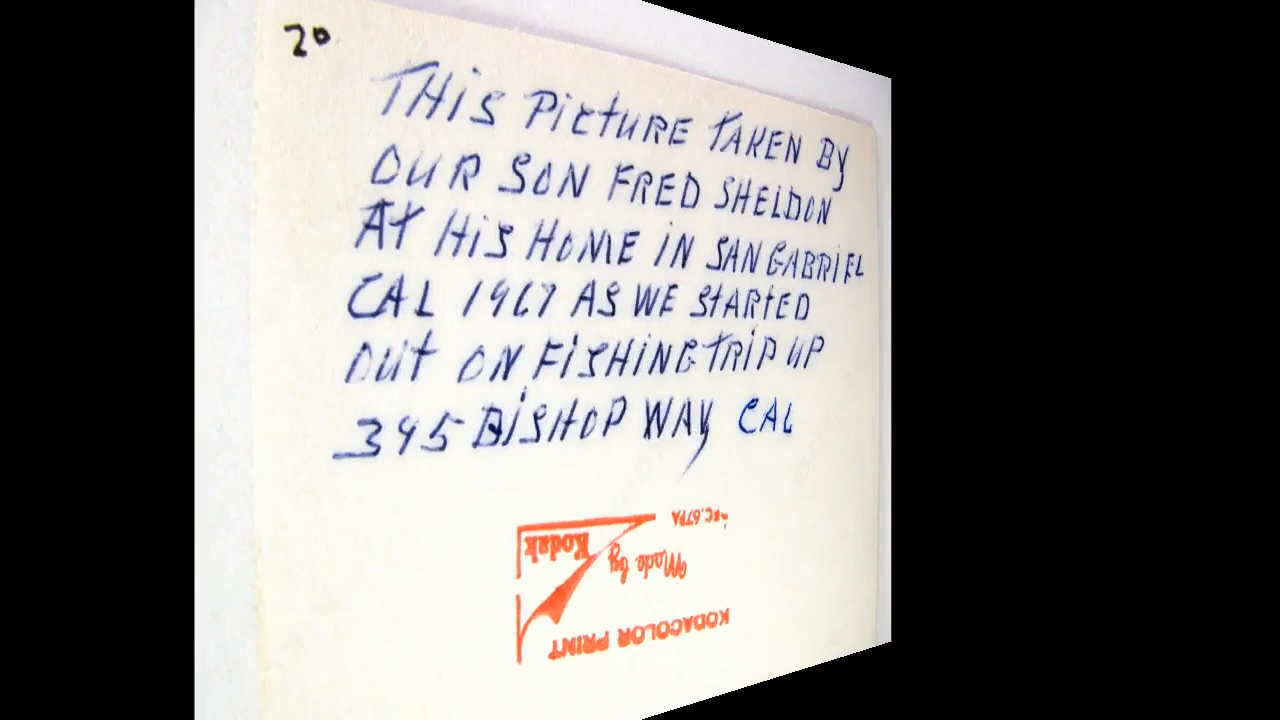 20
THIS PICTURE TAKEN BY
OUR SON FRED SHELDON
AT HIS HOME IN SAN GABRIEL
CAL 1967 AS WE STARTED
OUT ON FISHING TRIP UP
395 BISHOP WAY CAL
Kodak
Made by
KODACOLOR PRINT